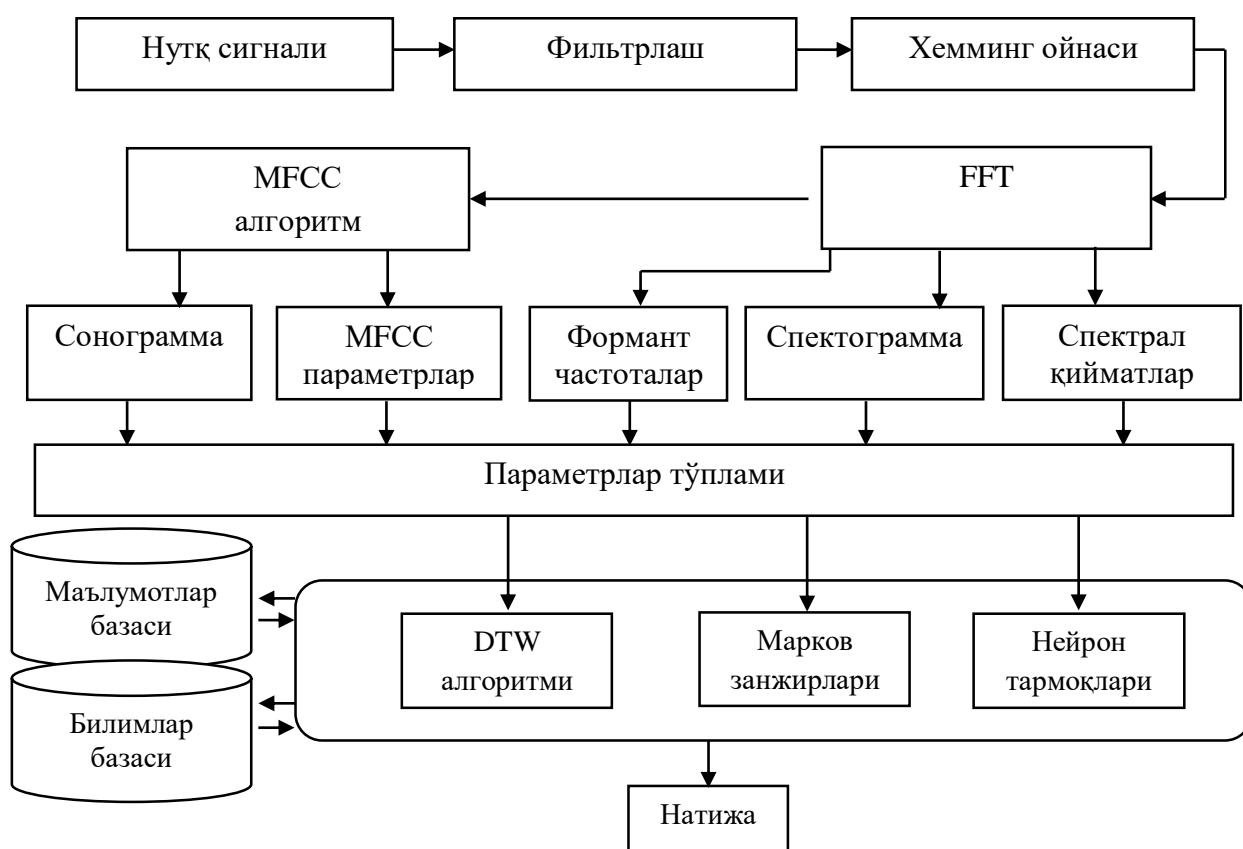 Нутқ сигнали
Фильтрлаш
Хемминг ойнаси
MFCC
алгоритм
FFT
Сонограмма
MFCC
параметрлар
Формант
частоталар
Спектограмма
Спектрал
қийматлар
Параметрлар тўплами
Маълумотлар
базаси
DTW
алгоритми
Марков
занжирлари
Нейрон
тармоқлари
Билимлар
базаси
Натижа